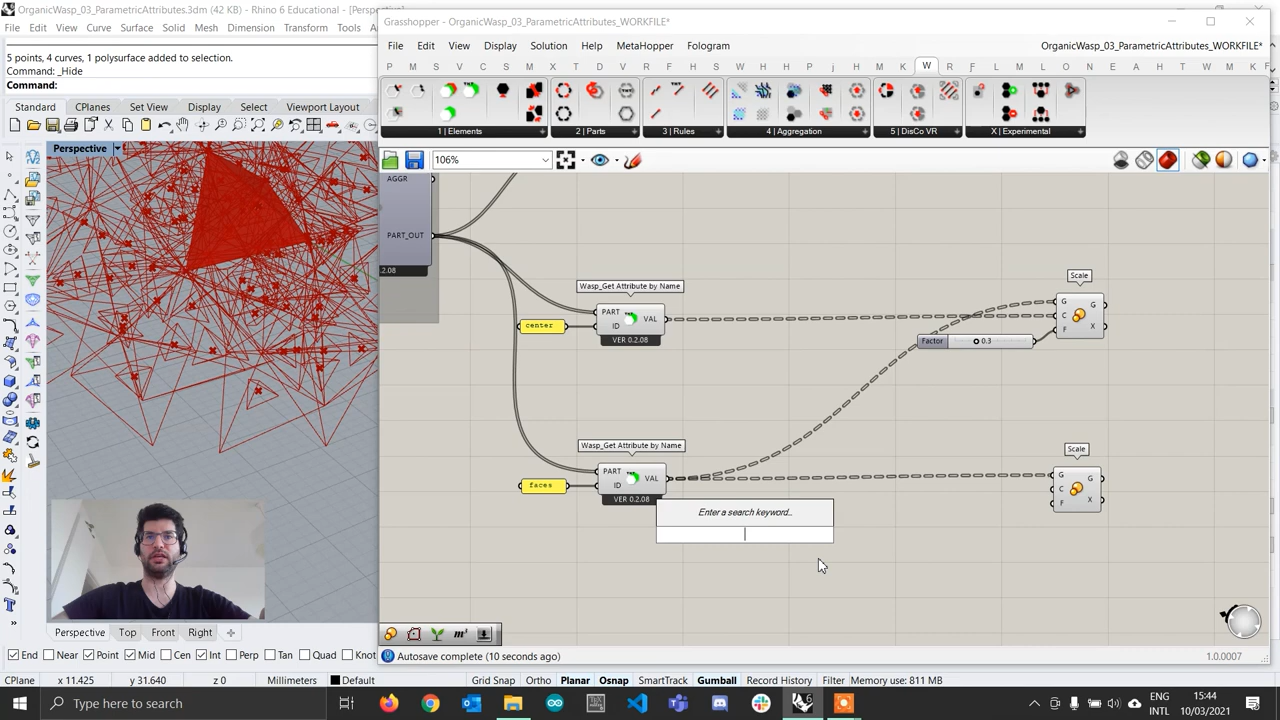 OrganicWasp_03_ParametricAttributes.3dm (42 KB) - Rhino 6 Educational - [Perspective]
File Edit View Curve Surface Solid Mesh Dimension Transform Tools
5 points, 4 curves, 1 polysurface added to selection.
Command: _Hide
Command:
Standard CPlanes Set View Display Select Viewport Layout
Perspective
Grasshopper - OrganicWasp_03_ParametricAttributes_WORKFILE*
File Edit View Display Solution Help MetaHopper Fologram
OrganicWasp_03_ParametricAttributes_WORKFILE*
P M S V C S M X D R F K E W H H P j H W R F M L O N E K F
1 | Elements 2 | Parts 3 | Rules 4 | Aggregation 5 | DisCo VR X | Experimental
106%
AGGR
PART_OUT
.2.08
Wasp_Get Attribute by Name
center
PART
ID
VAL
VER 0.2.08
Scale
G
C
F
G
X
Factor
0.3
Wasp_Get Attribute by Name
faces
PART
ID
VAL
VER 0.2.08
Scale
G
C
F
G
X
Enter a search keyword..
m³
Autosave complete (10 seconds ago)
1.0.0007
Perspective Top Front Right
End Near Point Mid Cen Int Perp Tan Quad Knot
CPlane x 11.425 y 31.640 z 0 Millimeters Default Grid Snap Ortho Planar Osnap SmartTrack Gumball Record History Filter Memory use: 811 MB
Type here to search
ENG
INTL
15:44
10/03/2021